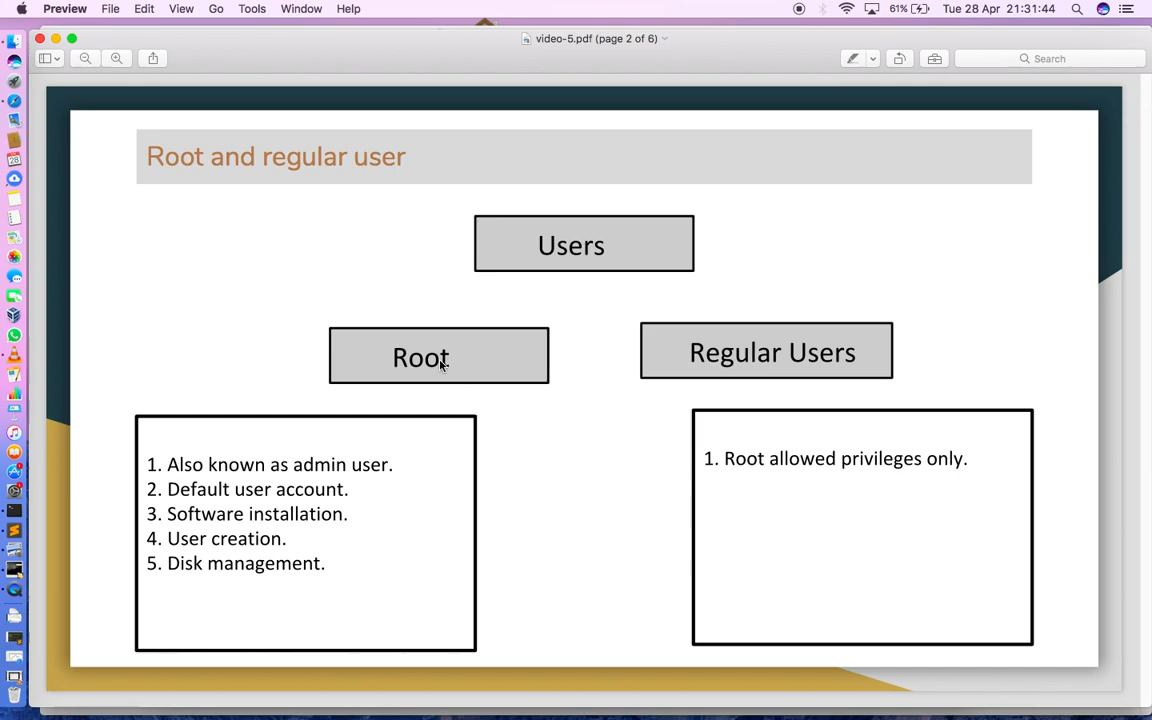 Preview File Edit View Go Tools Window Help 61% Tue 28 Apr 21:31:44
video-5.pdf (page 2 of 6)
Search
Root and regular user
Users
Root
Regular Users
1. Also known as admin user.
2. Default user account.
3. Software installation.
4. User creation.
5. Disk management.
1. Root allowed privileges only.